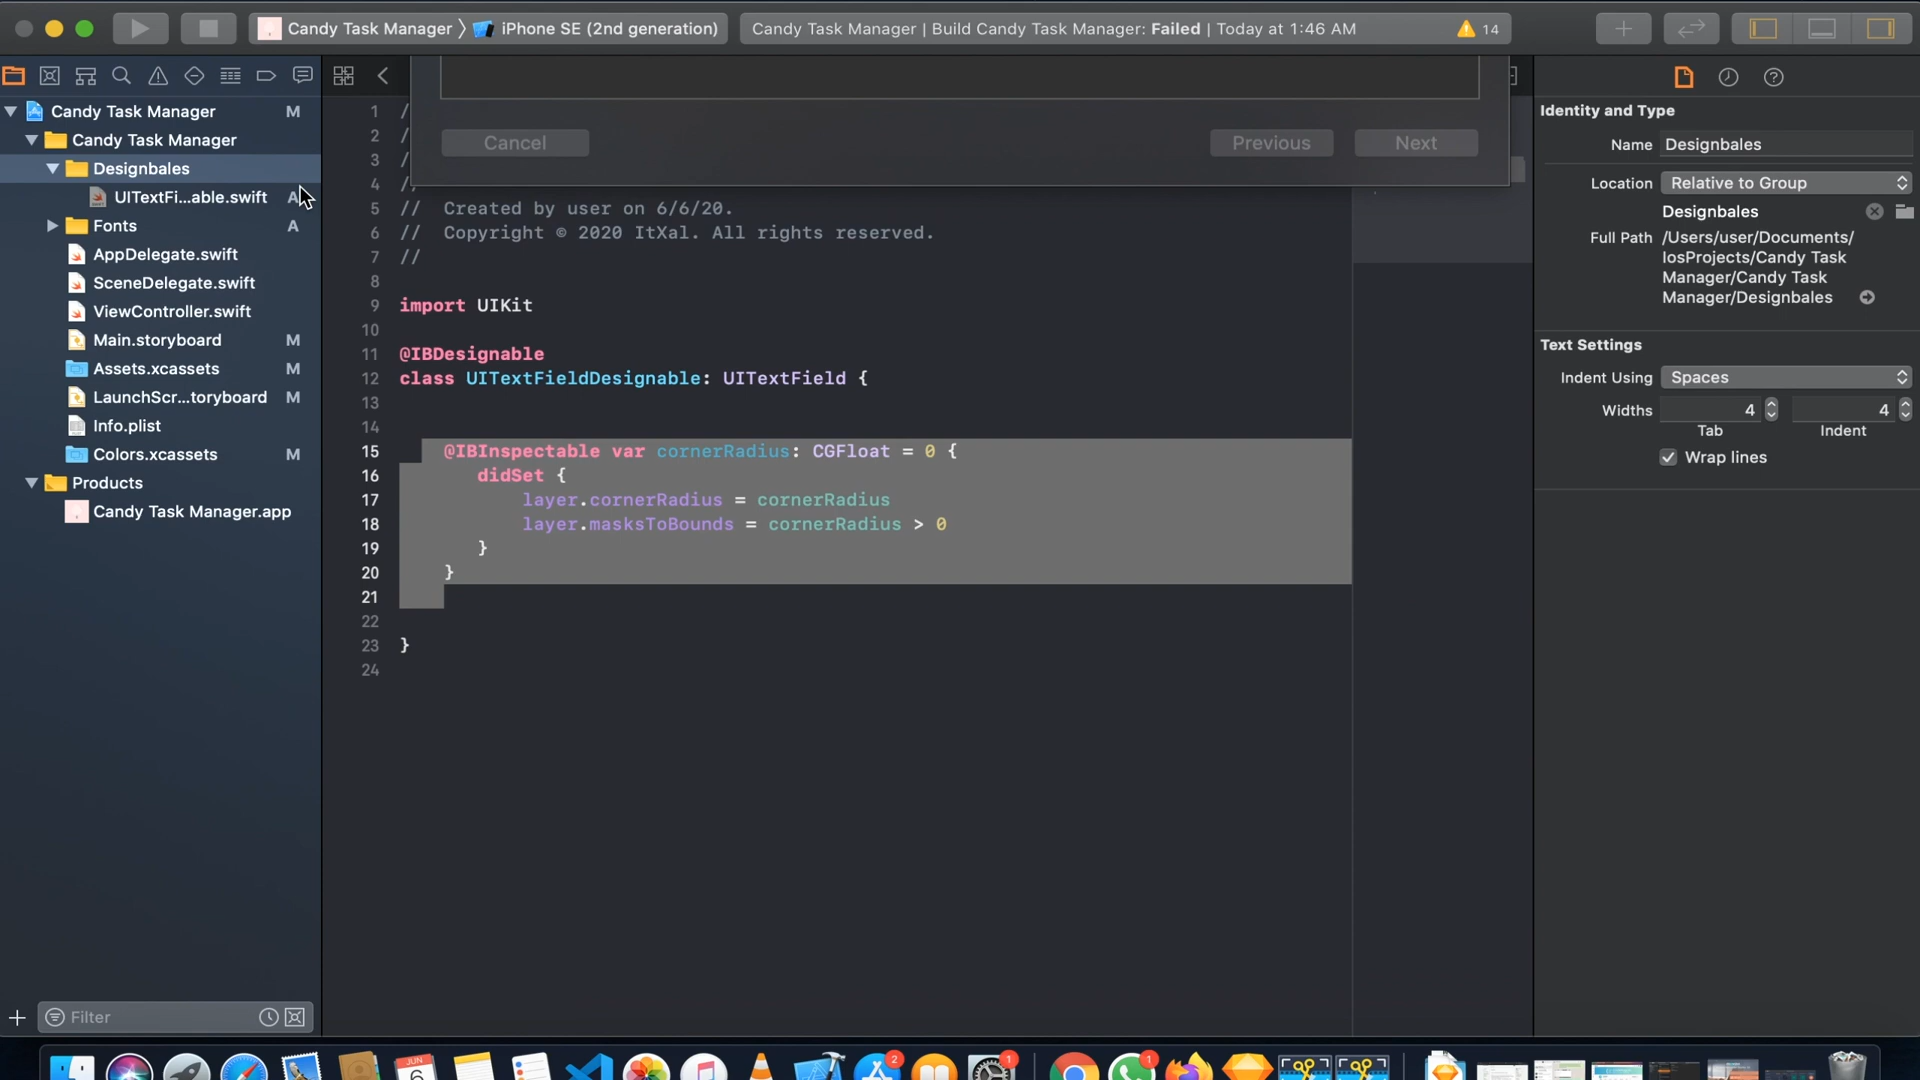 Candy Task Manager 〉 iPhone SE (2nd generation)
Candy Task Manager | Build Candy Task Manager: Failed | Today at 1:46 AM
14
Candy Task Manager M
Candy Task Manager
Designbales
UITextFi...able.swift A
Fonts A
AppDelegate.swift
SceneDelegate.swift
ViewController.swift
Main.storyboard M
Assets.xcassets M
LaunchScr...toryboard M
Info.plist
Colors.xcassets M
Products
Candy Task Manager.app
Filter
Cancel
Previous
Next
1 /
2 /
3 /
4 //
5 // Created by user on 6/6/20.
6 // Copyright © 2020 ItXal. All rights reserved.
7 //
8
9 import UIKit
10
11 @IBDesignable
12 class UITextFieldDesignable: UITextField {
13
14
15 @IBInspectable var cornerRadius: CGFloat = 0 {
16 didSet {
17 layer.cornerRadius = cornerRadius
18 layer.masksToBounds = cornerRadius > 0
19 }
20 }
21
22
23 }
24
Identity and Type
Name Designbales
Location Relative to Group
Designbales
Full Path /Users/user/Documents/
IosProjects/Candy Task
Manager/Candy Task
Manager/Designbales
Text Settings
Indent Using Spaces
Widths 4 4
Tab Indent
Wrap lines
JUN
6
2
1
1